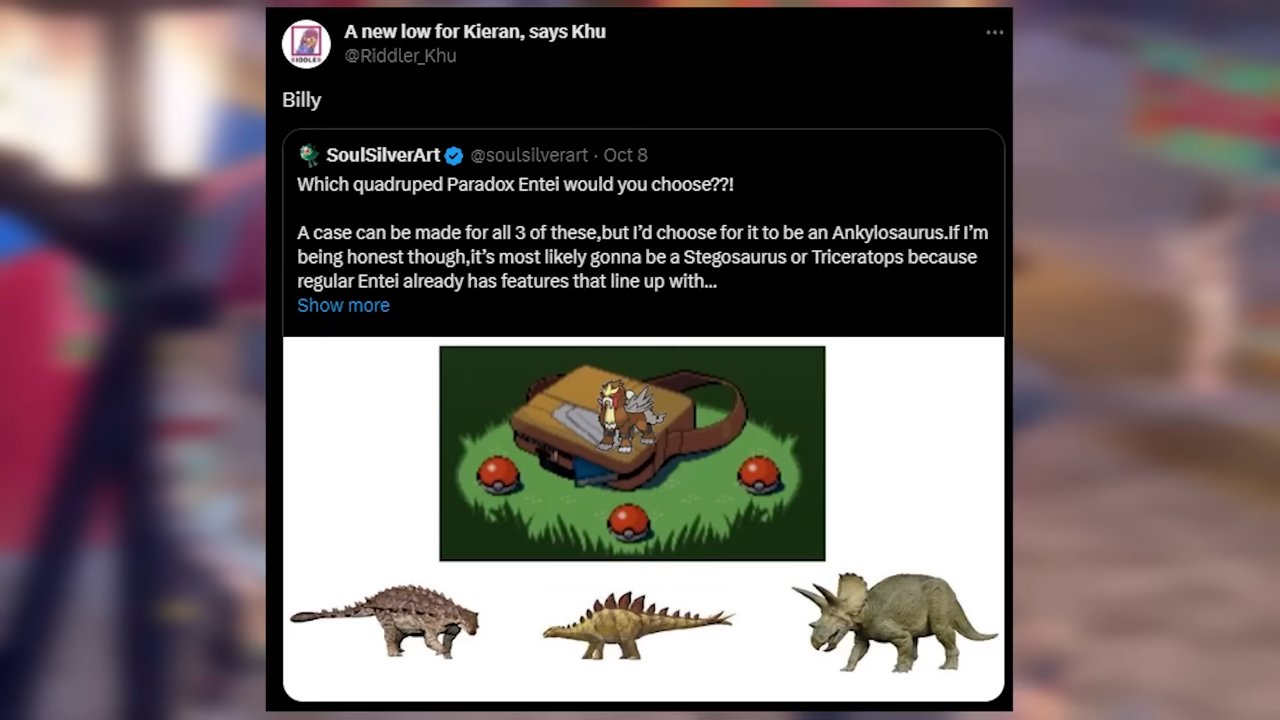 A new low for Kieran, says Khu
@Riddler_Khu
Billy
SoulSilverArt @soulsilverart · Oct 8
Which quadruped Paradox Entei would you choose??!
A case can be made for all 3 of these,but I'd choose for it to be an Ankylosaurus.If I'm
being honest though,it's most likely gonna be a Stegosaurus or Triceratops because
regular Entei already has features that line up with...
Show more